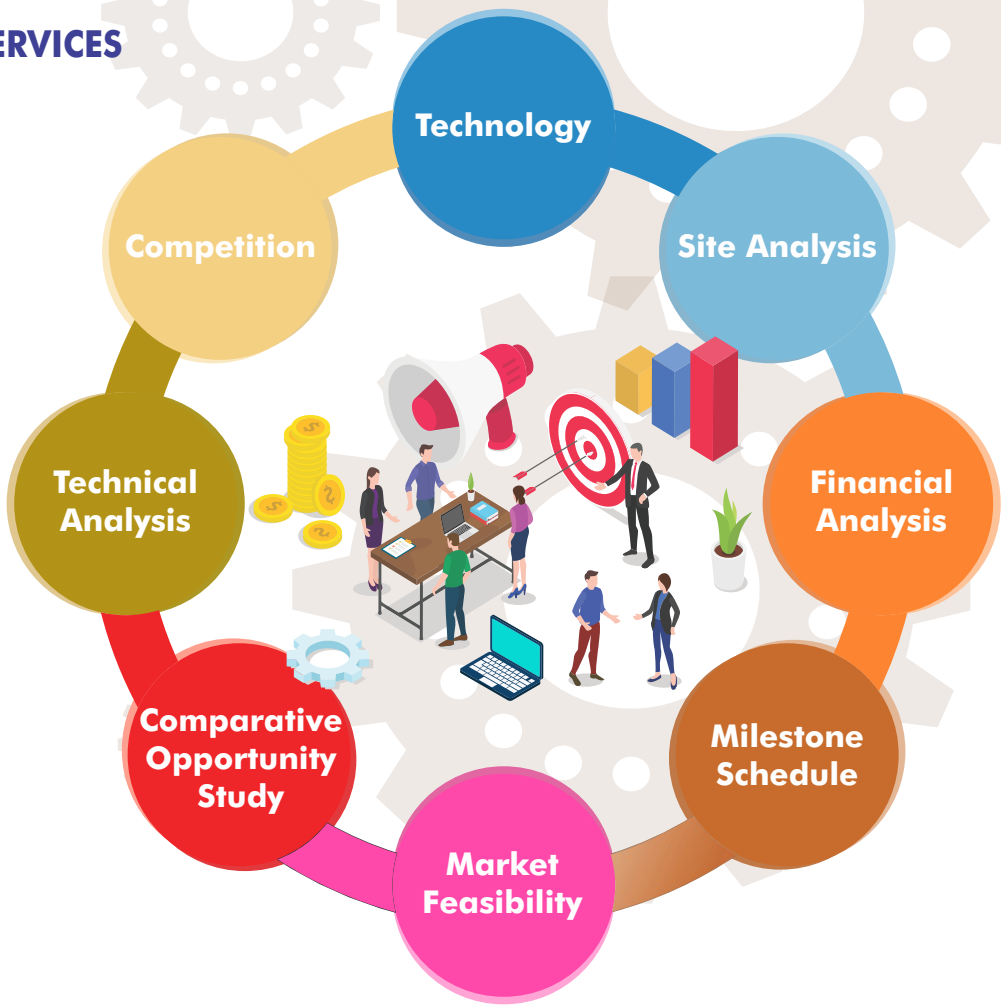 ERVICES
Technology
Competition
Site Analysis
Technical
Analysis
Financial
Analysis
Comparative
Opportunity
Study
Milestone
Schedule
Market
Feasibility